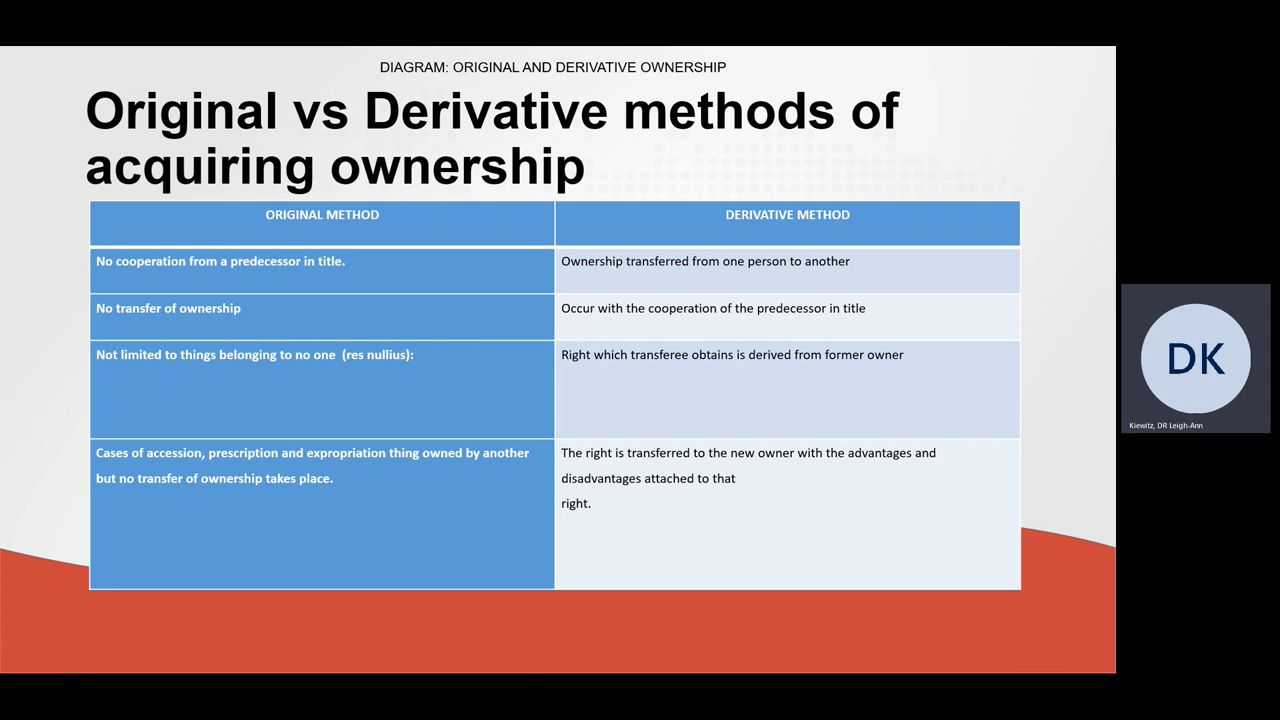 DIAGRAM: ORIGINAL AND DERIVATIVE OWNERSHIP
Original vs Derivative methods of
acquiring ownership
ORIGINAL METHOD
DERIVATIVE METHOD
No cooperation from a predecessor in title.
Ownership transferred from one person to another
No transfer of ownership
Occur with the cooperation of the predecessor in title
Not limited to things belonging to no one (res nullius):
Right which transferee obtains is derived from former owner
Cases of accession, prescription and expropriation thing owned by another
but no transfer of ownership takes place.
The right is transferred to the new owner with the advantages and
disadvantages attached to that
right.
DK
Kiewitz, DR Leigh-Ann